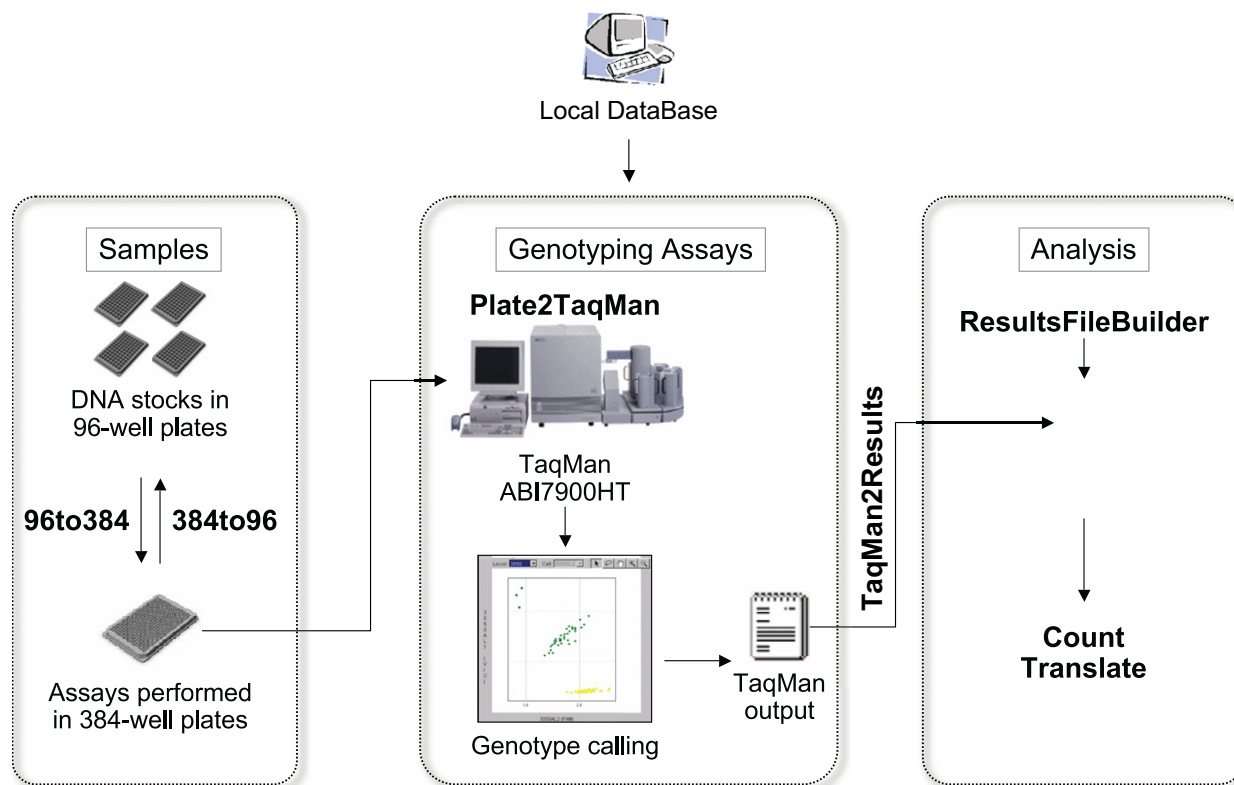 Local DataBase
Samples
DNA stocks in
96-well plates
96to384
384to96
Assays performed
in 384-well plates
Genotyping Assays
Plate2TaqMan
TaqMan
ABI7900HT
Genotype calling
TaqMan
output
TaqMan2Results
Analysis
ResultsFileBuilder
Count
Translate